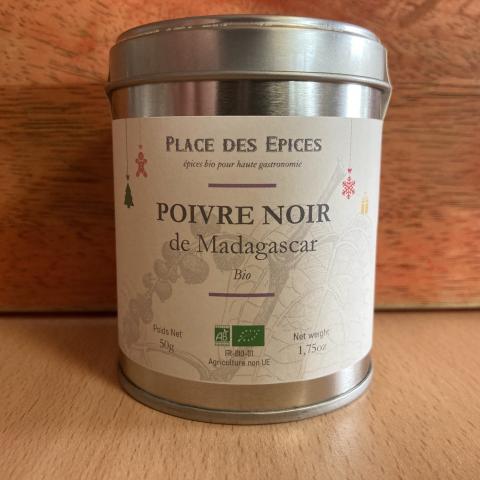 PLACE DES EPICES
épices bio pour haute gastronomie
POIVRE NOIR
de Madagascar
Bio
Poids Net
50g
AB
FR-BIO-01
Agriculture non UE
Net weight
1,75oz